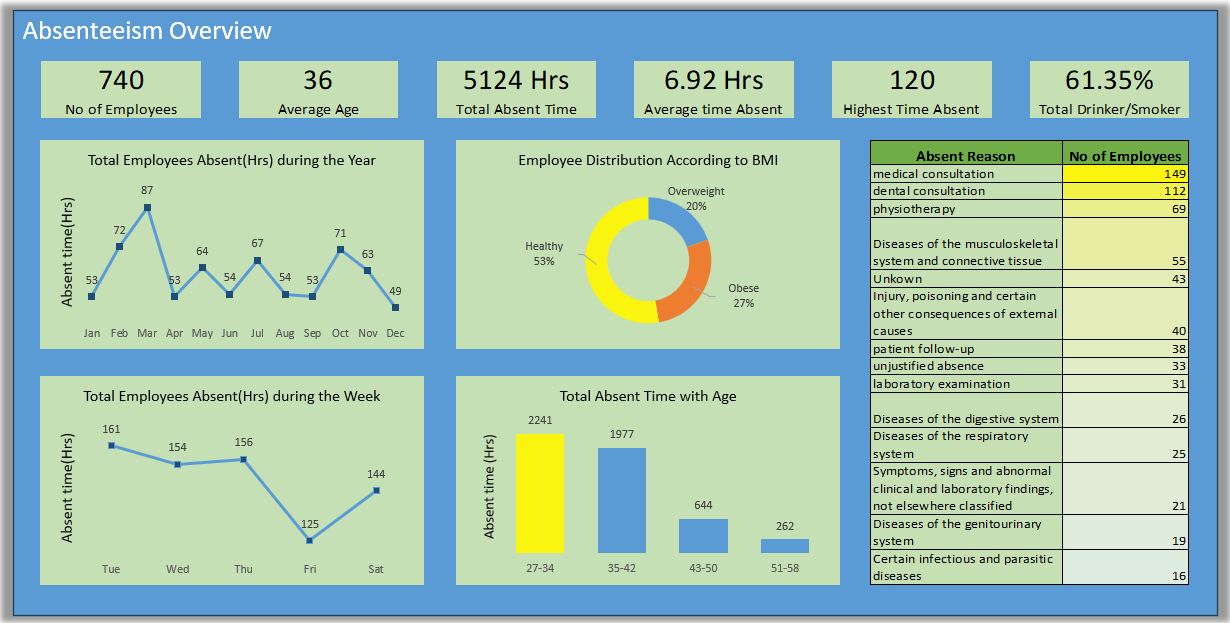 Absenteeism Overview
740
No of Employees
36
Average Age
5124 Hrs
Total Absent Time
6.92 Hrs
Average time Absent
120
Highest Time Absent
61.35%
Total Drinker/Smoker
Total Employees Absent(Hrs) during the Year
Absent time(Hrs)
53
72
87
53
64
54
67
54
53
71
63
49
Jan Feb Mar Apr May Jun Jul Aug Sep Oct Nov Dec
Employee Distribution According to BMI
Overweight
20%
Healthy
53%
Obese
27%
Total Employees Absent(Hrs) during the Week
Absent time(Hrs)
161
154
156
125
144
Tue Wed Thu Fri Sat
Total Absent Time with Age
Absent time (Hrs)
2241
1977
644
262
27-34 35-42 43-50 51-58
Absent Reason No of Employees
medical consultation 149
dental consultation 112
physiotherapy 69
Diseases of the musculoskeletal
system and connective tissue 55
Unkown 43
Injury, poisoning and certain
other consequences of external
causes 40
patient follow-up 38
unjustified absence 33
laboratory examination 31
Diseases of the digestive system 26
Diseases of the respiratory
system 25
Symptoms, signs and abnormal
clinical and laboratory findings,
not elsewhere classified 21
Diseases of the genitourinary
system 19
Certain infectious and parasitic
diseases 16